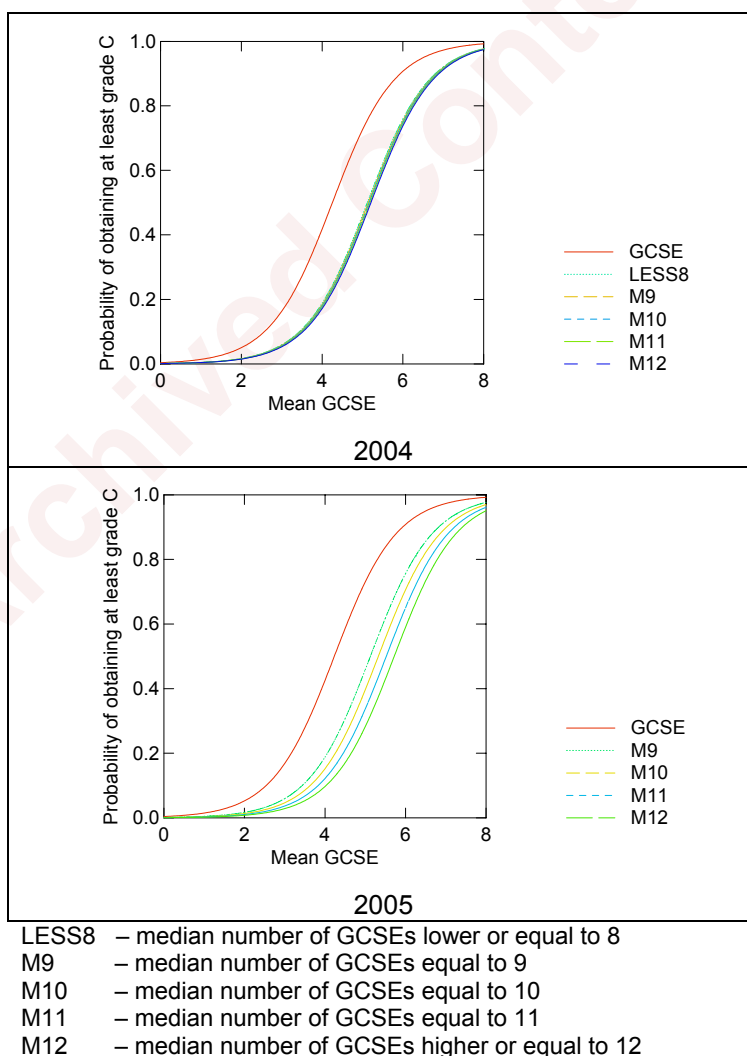 Probability of obtaining at least grade C
1.0
0.8
0.6
0.4
0.2
0.0
0 2 4 6 8
Mean GCSE
GCSE
LESS8
M9
M10
M11
M12
2004
Probability of obtaining at least grade C
1.0
0.8
0.6
0.4
0.2
0.0
0 2 4 6 8
Mean GCSE
GCSE
M9
M10
M11
M12
2005
LESS8 – median number of GCSEs lower or equal to 8
M9 – median number of GCSEs equal to 9
M10 – median number of GCSEs equal to 10
M11 – median number of GCSEs equal to 11
M12 – median number of GCSEs higher or equal to 12
Archived Conte